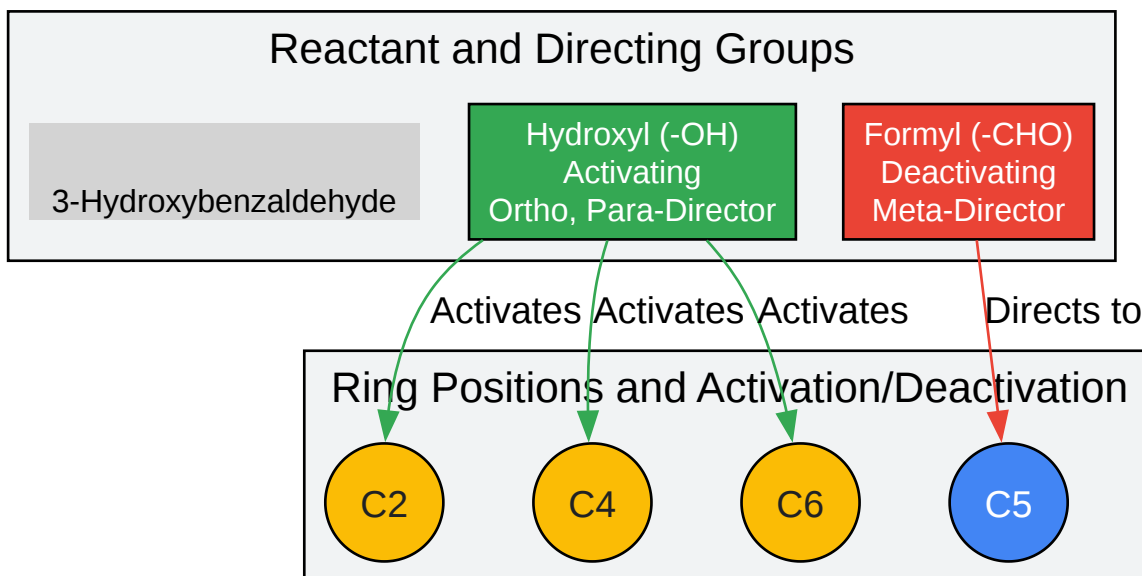 Reactant and Directing Groups
3-Hydroxybenzaldehyde
Hydroxyl (-OH)
Activating
Ortho, Para-Director
Formyl (-CHO)
Deactivating
Meta-Director
Activates
Activates
Activates
Directs to
Ring Positions and Activation/Deactivation
C2
C4
C6
C5